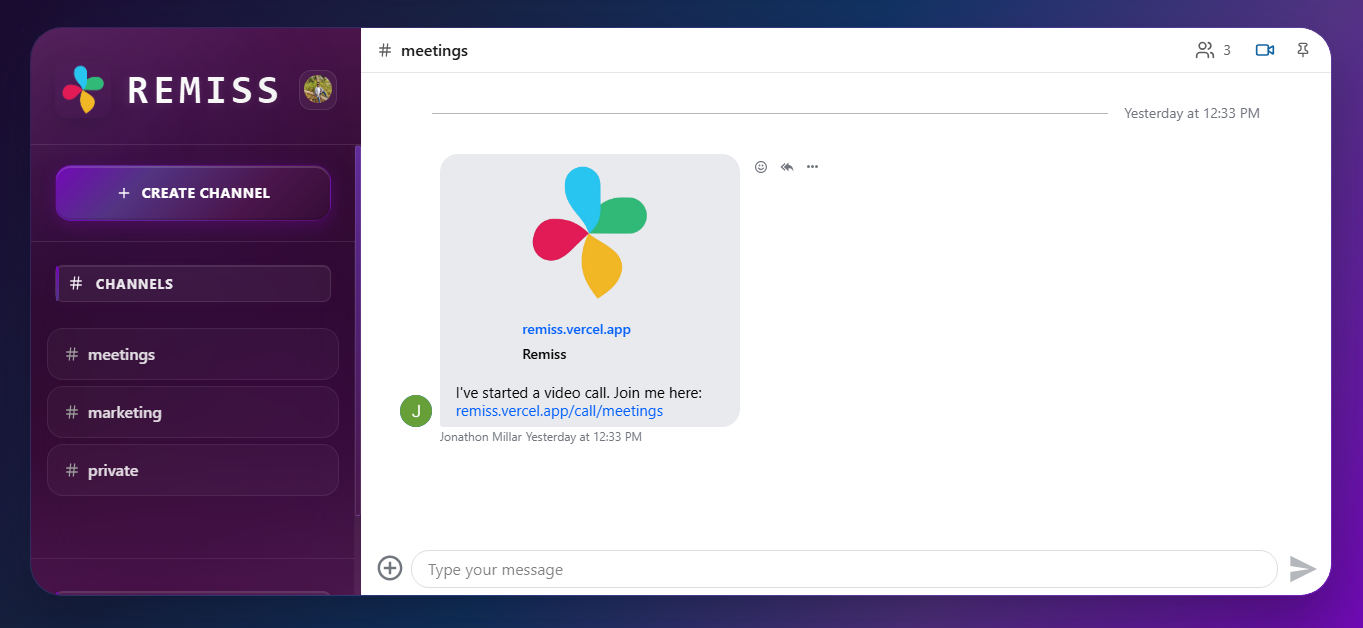 REMISS
+ CREATE CHANNEL
# CHANNELS
# meetings
# marketing
# private
# meetings
3
Yesterday at 12:33 PM
remiss.vercel.app
Remiss
I've started a video call. Join me here:
remiss.vercel.app/call/meetings
J
Jonathon Millar Yesterday at 12:33 PM
Type your message